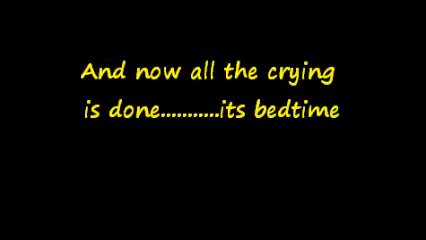 And now all the crying
is done...........its bedtime